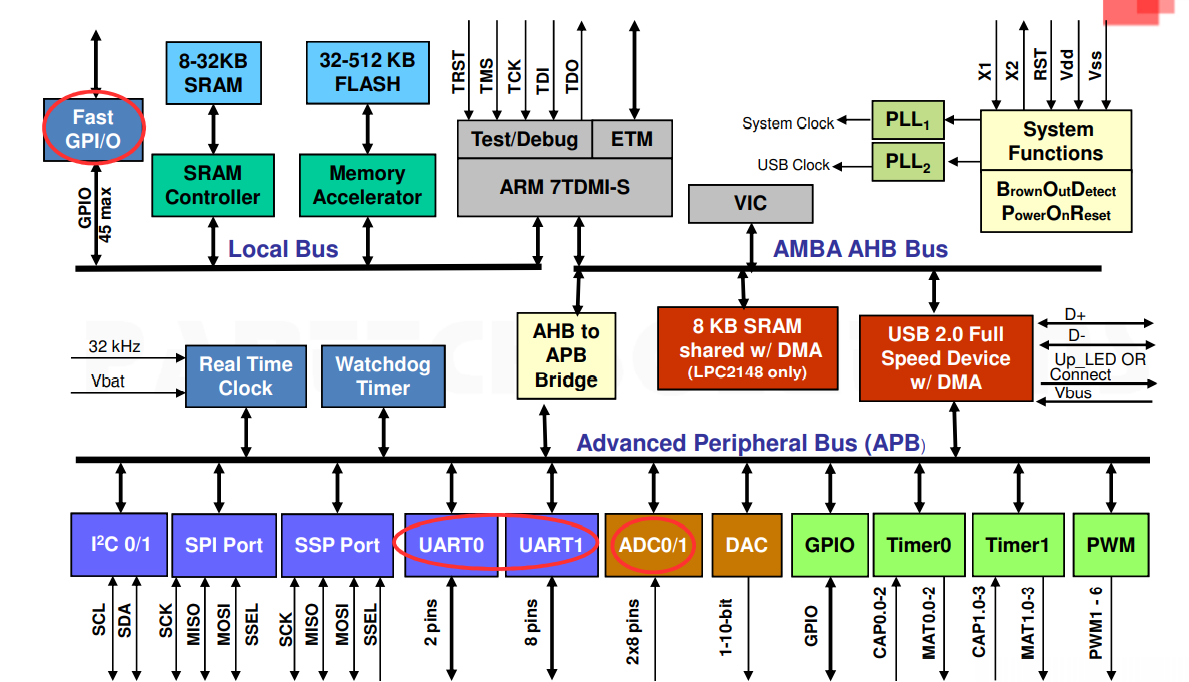 8-32KB
SRAM
32-512 KB
FLASH
TRST
TMS
TCK
TDI
TDO
X1
X2
RST
Vdd
Vss
Fast
GPI/O
System Clock
PLL1
USB Clock
PLL2
System
Functions
BrownOutDetect
PowerOnReset
Test/Debug
ETM
ARM 7TDMI-S
SRAM
Controller
Memory
Accelerator
VIC
GPIO
45 max
Local Bus
AMBA AHB Bus
32 kHz
Vbat
Real Time
Clock
Watchdog
Timer
AHB to
APB
Bridge
8 KB SRAM
shared w/ DMA
(LPC2148 only)
USB 2.0 Full
Speed Device
w/ DMA
D+
D-
Up_LED OR
Connect
Vbus
Advanced Peripheral Bus (APB)
I2C 0/1
SPI Port
SSP Port
UART0
UART1
ADC0/1
DAC
GPIO
Timer0
Timer1
PWM
SCL
SDA
SCK
MISO
MOSI
SSEL
SCK
MISO
MOSI
SSEL
2 pins
8 pins
2x8 pins
1-10-bit
GPIO
CAP0.0-2
MAT0.0-2
CAP1.0-3
MAT1.0-3
PWM1 - 6